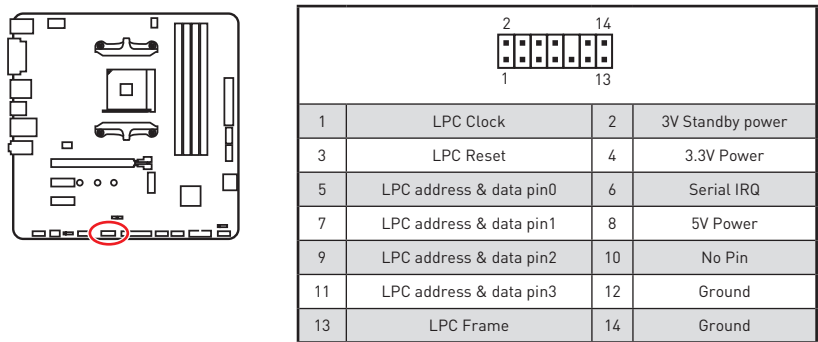 2 14
1 13
1 LPC Clock 2 3V Standby power
3 LPC Reset 4 3.3V Power
5 LPC address & data pin0 6 Serial IRQ
7 LPC address & data pin1 8 5V Power
9 LPC address & data pin2 10 No Pin
11 LPC address & data pin3 12 Ground
13 LPC Frame 14 Ground